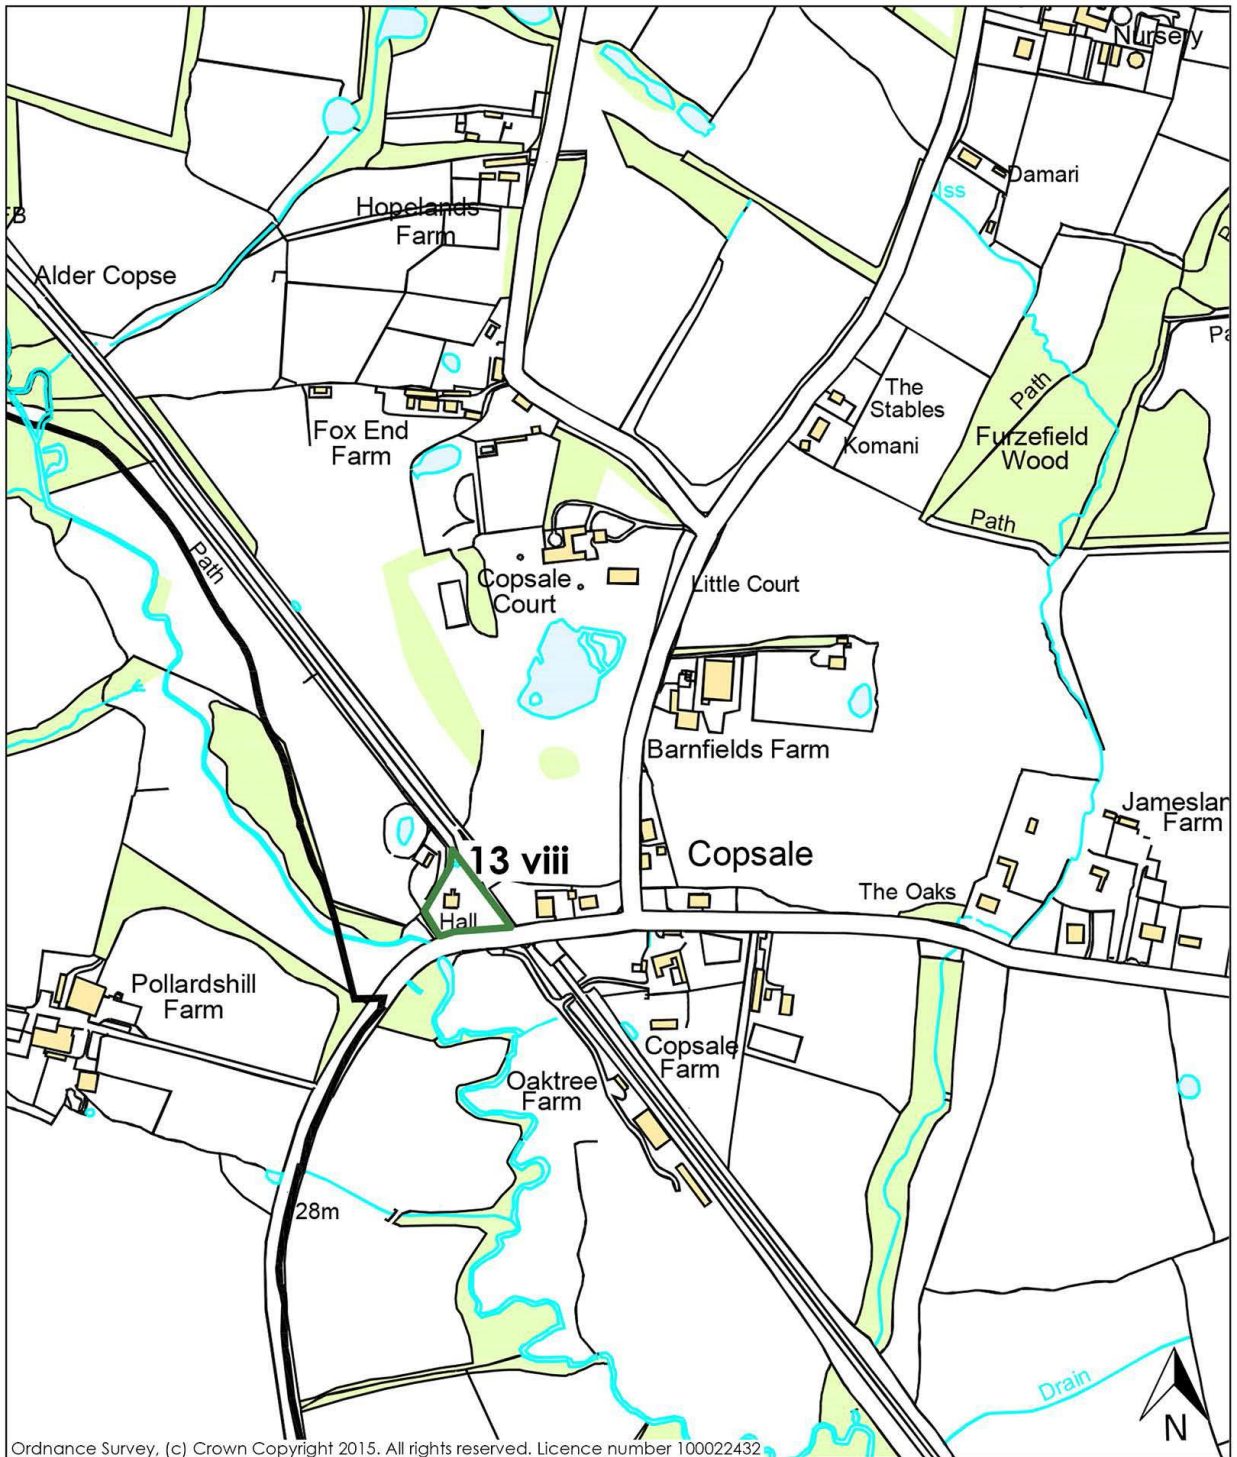 Nursery
Damari
Iss
Hopelands
Farm
FB
Alder Copse
Path
The
Stables
Komani
Furzefield
Wood
Path
Fox End
Farm
Path
Copsale
Court
Little Court
Barnfields Farm
Jameslan
Farm
Copsale
13 viii
The Oaks
Hall
Pollardshill
Farm
Copsale
Farm
Oaktree
Farm
28m
Drain
N
Ordnance Survey, (c) Crown Copyright 2015. All rights reserved. Licence number 100022432